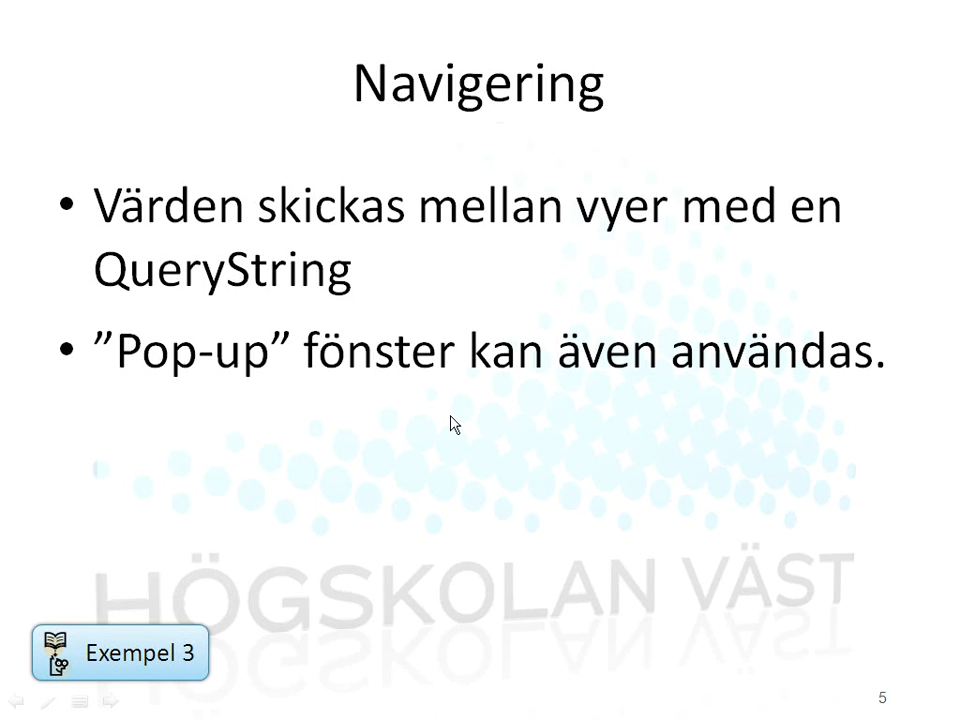 Navigering
• Värden skickas mellan vyer med en
QueryString
• ”Pop-up” fönster kan även användas.
HÖGSKOLAN VÄST
Exempel 3
5